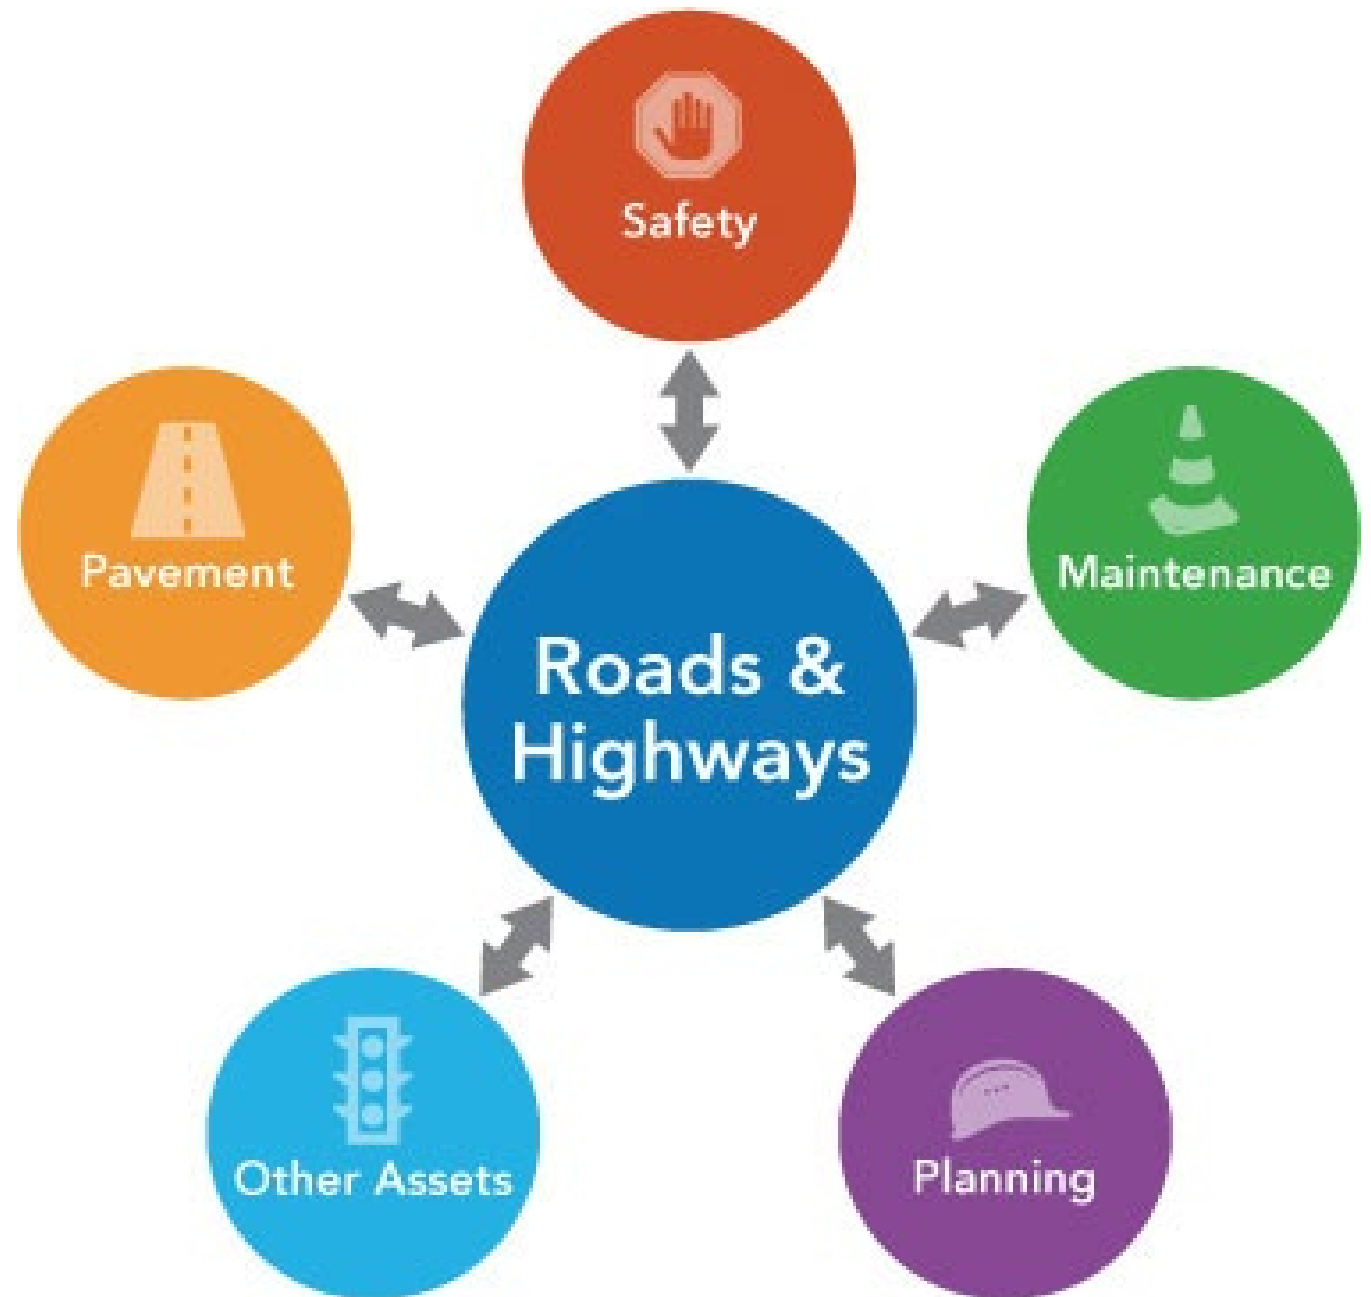 Safety
Pavement
Maintenance
Roads &
Highways
Other Assets
Planning